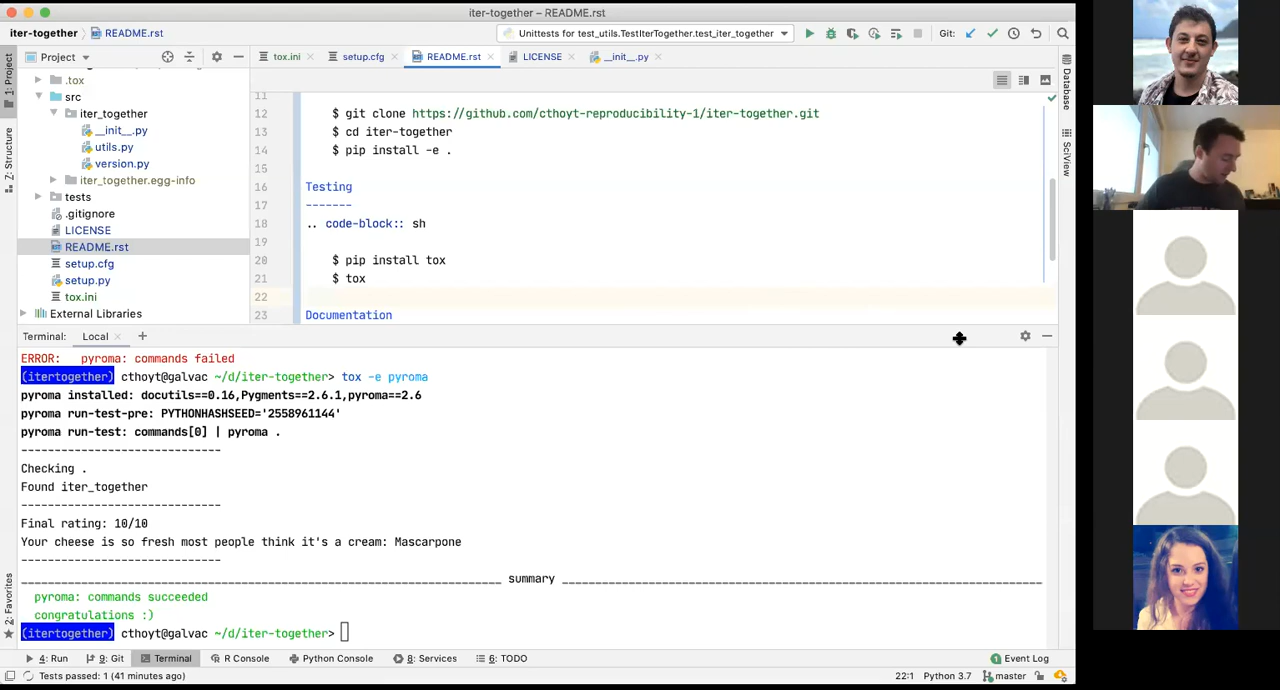 iter-together – README.rst
iter-together README.rst Unittests for test_utils.TestIterTogether.test_iter_together Git:
Project tox.ini setup.cfg README.rst LICENSE __init__.py
1: Project
Z: Structure
2: Favorites
Database
SciView
.tox
src
iter_together
__init__.py
utils.py
version.py
iter_together.egg-info
tests
.gitignore
LICENSE
README.rst
setup.cfg
setup.py
tox.ini
External Libraries
11
12 $ git clone https://github.com/cthoyt-reproducibility-1/iter-together.git
13 $ cd iter-together
14 $ pip install -e .
15
16 Testing
17 -------
18 .. code-block:: sh
19
20 $ pip install tox
21 $ tox
22
23 Documentation
Terminal: Local
ERROR: pyroma: commands failed
(itertogether) cthoyt@galvac ~/d/iter-together> tox -e pyroma
pyroma installed: docutils==0.16,Pygments==2.6.1,pyroma==2.6
pyroma run-test-pre: PYTHONHASHSEED='2558961144'
pyroma run-test: commands[0] | pyroma .
------------------------------
Checking .
Found iter_together
------------------------------
Final rating: 10/10
Your cheese is so fresh most people think it's a cream: Mascarpone
------------------------------
summary
pyroma: commands succeeded
congratulations :)
(itertogether) cthoyt@galvac ~/d/iter-together>
4: Run 9: Git Terminal R Console Python Console 8: Services 6: TODO Event Log
Tests passed: 1 (41 minutes ago) 22:1 Python 3.7 master